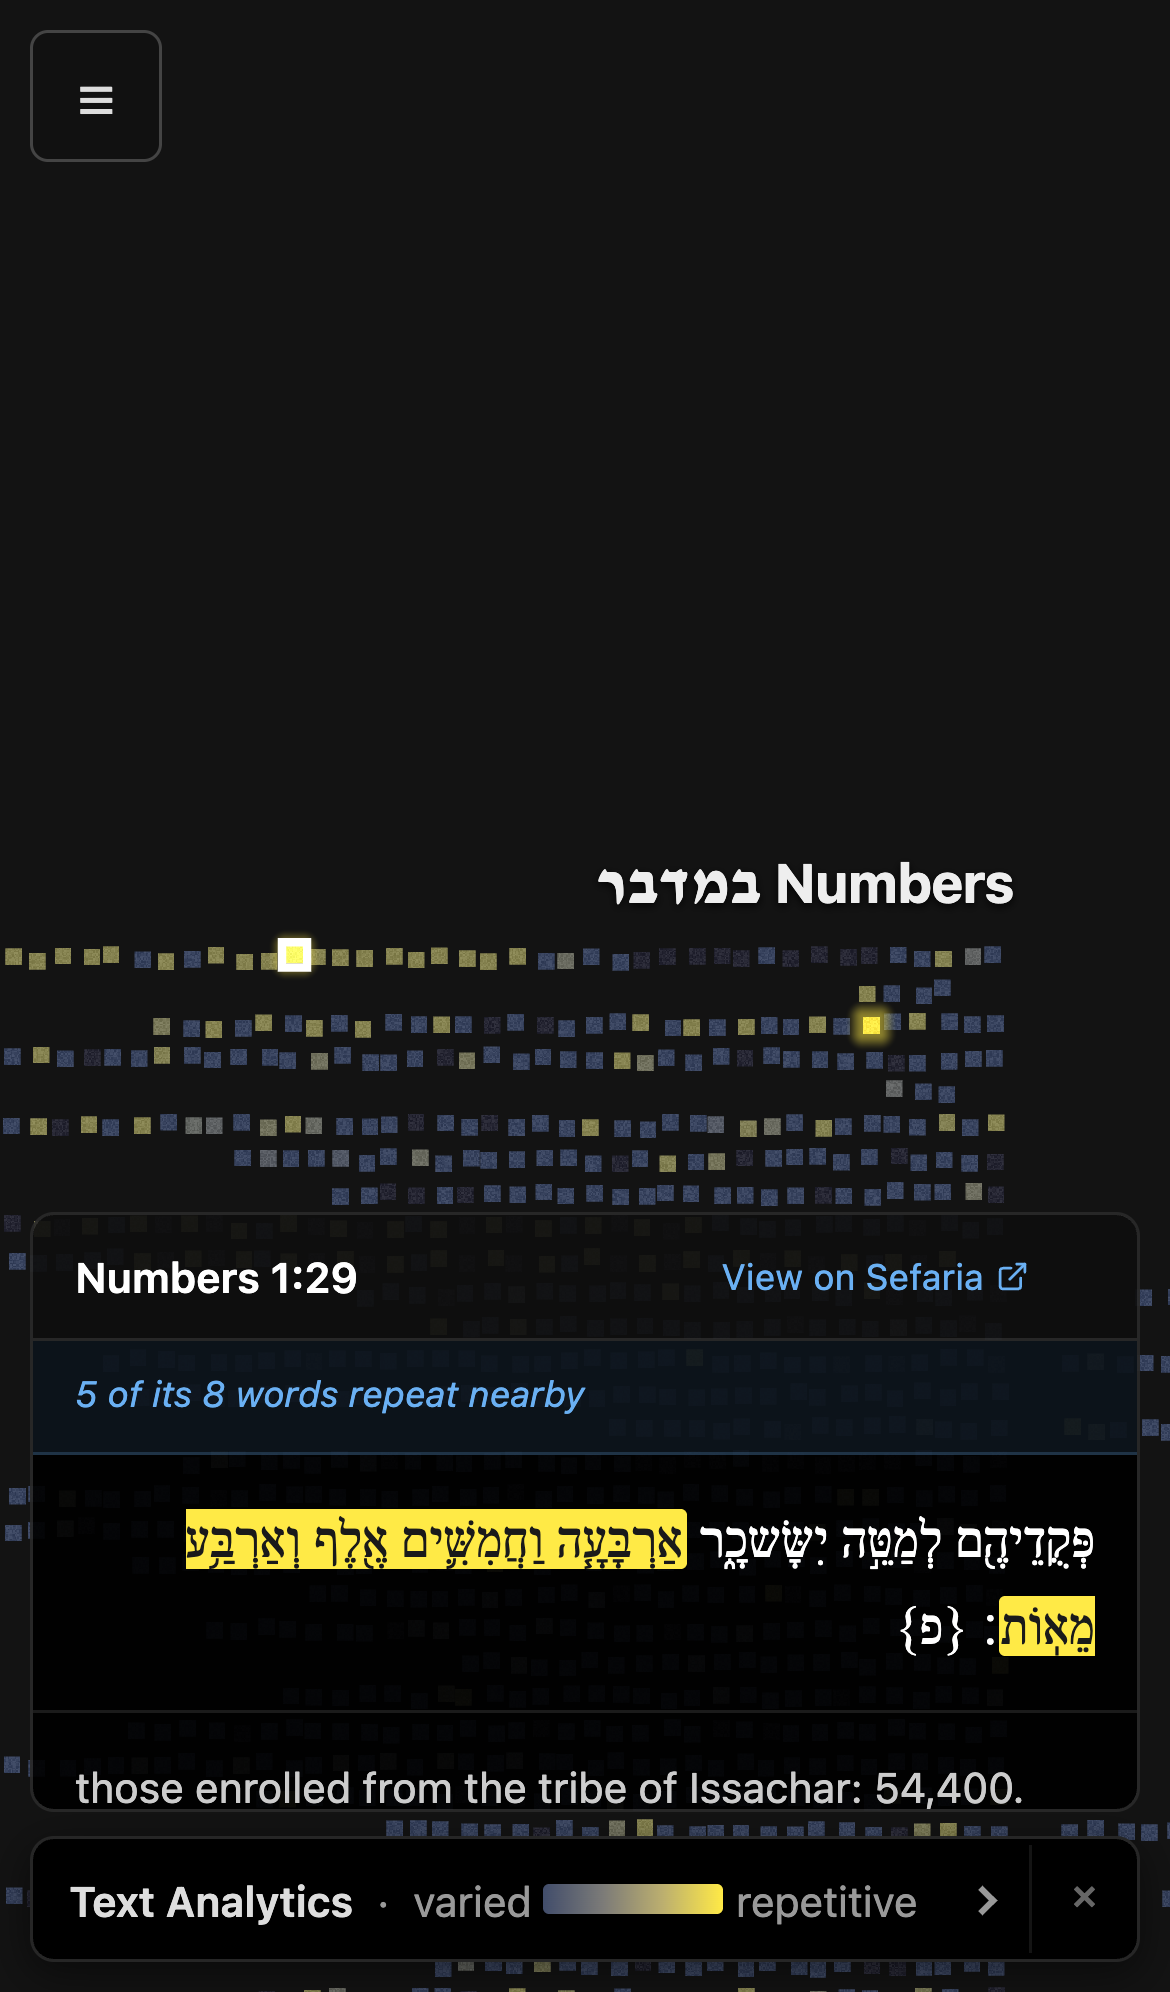 במדבר Numbers
Numbers 1:29
View on Sefaria
5 of its 8 words repeat nearby
פְּקֻדֵיהֶ֖ם לְמַטֵּ֣ה יִשָּׂשכָ֑ר אַרְבָּעָ֧ה וַחֲמִשִּׁ֛ים אֶ֖לֶף וְאַרְבַּ֥ע
מֵאֽוֹת׃ {פ}
those enrolled from the tribe of Issachar: 54,400.
Text Analytics · varied repetitive